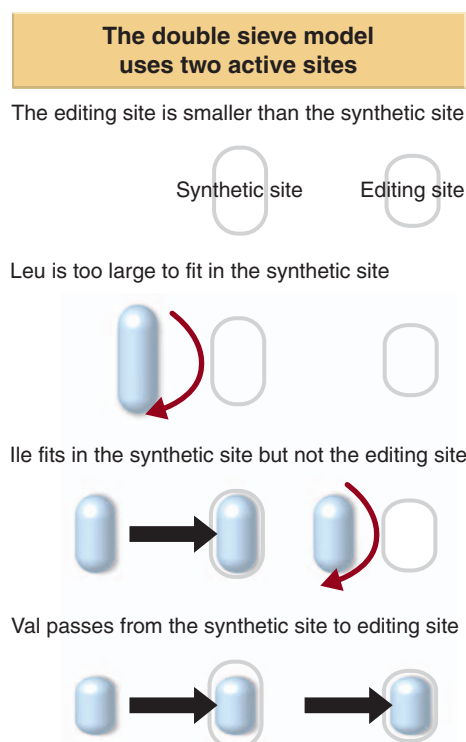 The double sieve model
uses two active sites
The editing site is smaller than the synthetic site
Synthetic site
Editing site
Leu is too large to fit in the synthetic site
Ile fits in the synthetic site but not the editing site
Val passes from the synthetic site to editing site